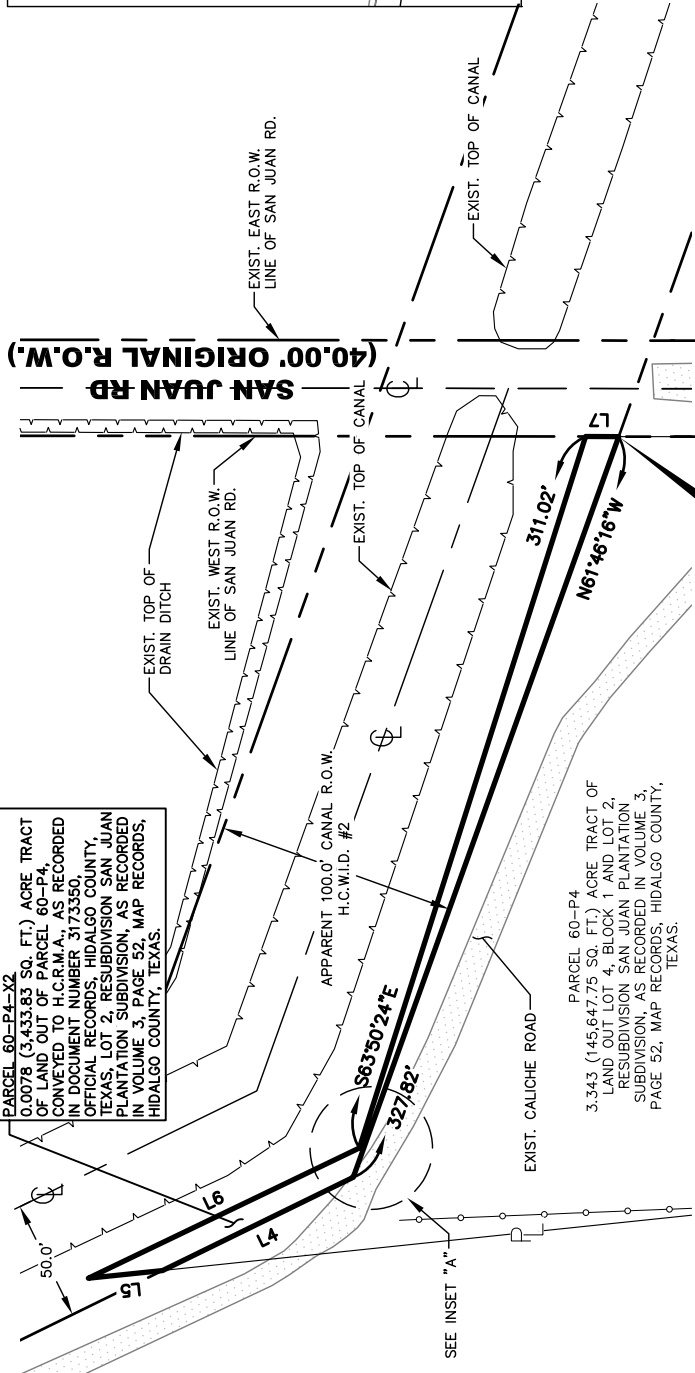 PARCEL 60-P4-X2
0.0078 (3,433.83 SQ. FT.) ACRE TRACT
OF LAND OUT OF PARCEL 60-P4,
CONVEYED TO H.C.R.M.A., AS RECORDED
IN DOCUMENT NUMBER 3173350,
OFFICIAL RECORDS, HIDALGO COUNTY,
TEXAS, LOT 2, RESUBDIVISION SAN JUAN
PLANTATION SUBDIVISION, AS RECORDED
IN VOLUME 3, PAGE 52, MAP RECORDS,
HIDALGO COUNTY, TEXAS.
EXIST. TOP OF
DRAIN DITCH
EXIST. WEST R.O.W.
LINE OF SAN JUAN RD.
SAN JUAN RD
(40.00' ORIGINAL R.O.W.)
EXIST. EAST R.O.W.
LINE OF SAN JUAN RD.
EXIST. TOP OF CANAL
EXIST. TOP OF CANAL
APPARENT 100.0' CANAL R.O.W.
H.C.W.I.D. #2
50.0'
L5
L6
L4
S63°50'24"E
327.82'
311.02'
N61°46'16"W
L7
SEE INSET "A"
EXIST. CALICHE ROAD
PARCEL 60-P4
3.343 (145,647.75 SQ. FT.) ACRE TRACT OF
LAND OUT LOT 4, BLOCK 1 AND LOT 2,
RESUBDIVISION SAN JUAN PLANTATION
SUBDIVISION, AS RECORDED IN VOLUME 3,
PAGE 52, MAP RECORDS, HIDALGO COUNTY,
TEXAS.